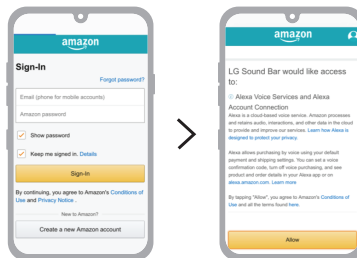 amazon
Sign-In
Forgot password?
Email (phone for mobile accounts)
Amazon password
Show password
Keep me signed in. Details
Sign-In
By continuing, you agree to Amazon's Conditions of
Use and Privacy Notice .
New to Amazon?
Create a new Amazon account
amazon
LG Sound Bar would like access
to:
Alexa Voice Services and Alexa
Account Connection
Alexa is a cloud-based voice service. Amazon processes
and retains audio, interactions, and other data in the cloud
to provide and improve our services. Learn how Alexa is
designed to protect your privacy.
Alexa allows purchasing by voice using your default
payment and shipping settings. You can set a voice
confirmation code, turn off voice purchasing, and see
product and order details in your Alexa app or on
alexa.amazon.com. Learn more.
By tapping "Allow", you agree to Amazon's Conditions of
Use and all the terms found here.
Allow